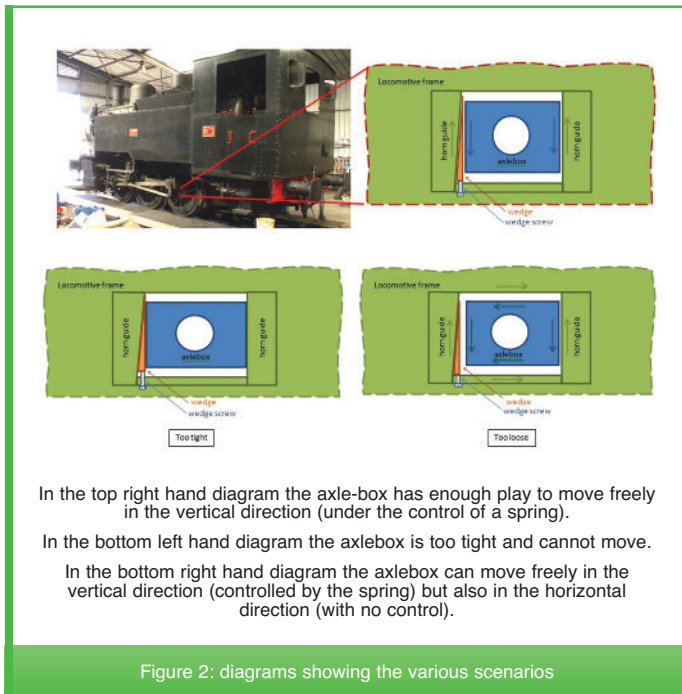 Locomotive frame
horn guide
axlebox
horn guide
wedge
wedge screw
Locomotive frame
horn guide
axlebox
horn guide
wedge
wedge screw
Too tight
Locomotive frame
horn guide
axlebox
horn guide
wedge
wedge screw
Too loose
In the top right hand diagram the axle-box has enough play to move freely
in the vertical direction (under the control of a spring).
In the bottom left hand diagram the axlebox is too tight and cannot move.
In the bottom right hand diagram the axlebox can move freely in the
vertical direction (controlled by the spring) but also in the horizontal
direction (with no control).
Figure 2: diagrams showing the various scenarios